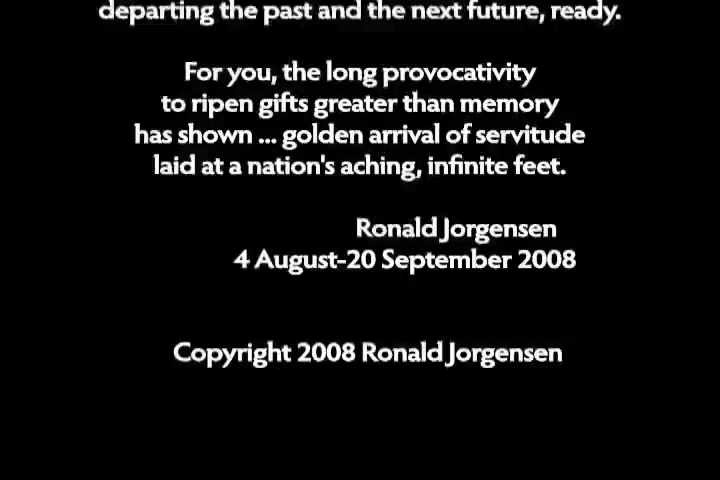 departing the past and the next future, ready.
For you, the long provocativity
to ripen gifts greater than memory
has shown ... golden arrival of servitude
laid at a nation's aching, infinite feet.
Ronald Jorgensen
4 August-20 September 2008
Copyright 2008 Ronald Jorgensen